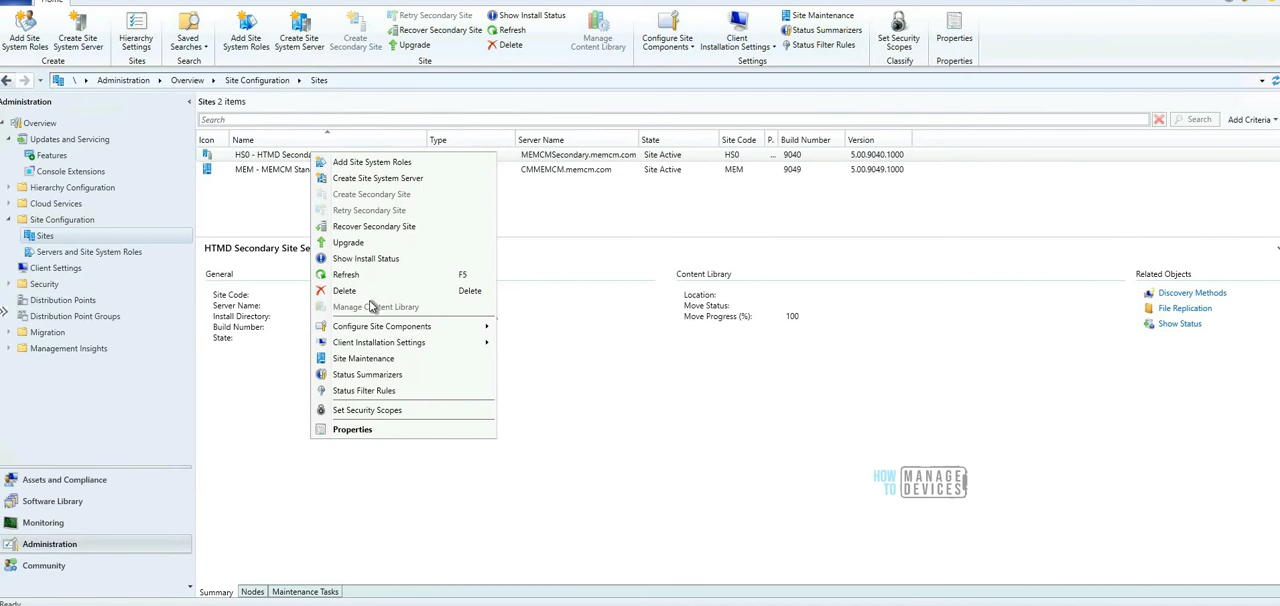 Home
Add Site System Roles
Create Site System Server
Create
Hierarchy Settings
Sites
Saved Searches
Search
Add Site System Roles
Create Site System Server
Create Secondary Site
Retry Secondary Site
Recover Secondary Site
Upgrade
Show Install Status
Refresh
Delete
Manage Content Library
Site
Configure Site Components
Client Installation Settings
Site Maintenance
Status Summarizers
Status Filter Rules
Settings
Set Security Scopes
Classify
Properties
Properties
\ Administration Overview Site Configuration Sites
Administration
Overview
Updates and Servicing
Features
Console Extensions
Hierarchy Configuration
Cloud Services
Site Configuration
Sites
Servers and Site System Roles
Client Settings
Security
Distribution Points
Distribution Point Groups
Migration
Management Insights
Assets and Compliance
Software Library
Monitoring
Administration
Community
Ready
Sites 2 items
Search
Search
Add Criteria
Icon Name Type Server Name State Site Code P. Build Number Version
HS0 - HTMD MEMCMSecondary.memcm.com Site Active HS0 ... 9040 5.00.9040.1000
MEM - MEMCM CMMEMCM.memcm.com Site Active MEM 9049 5.00.9049.1000
Add Site System Roles
Create Site System Server
Create Secondary Site
Retry Secondary Site
Recover Secondary Site
Upgrade
Show Install Status
Refresh F5
Delete Delete
Manage Content Library
Configure Site Components
Client Installation Settings
Site Maintenance
Status Summarizers
Status Filter Rules
Set Security Scopes
Properties
HTMD Secondary Site
General
Site Code:
Server Name:
Install Directory:
Build Number:
State:
Content Library
Location:
Move Status:
Move Progress (%): 100
Related Objects
Discovery Methods
File Replication
Show Status
HOW TO MANAGE DEVICES
Summary Nodes Maintenance Tasks